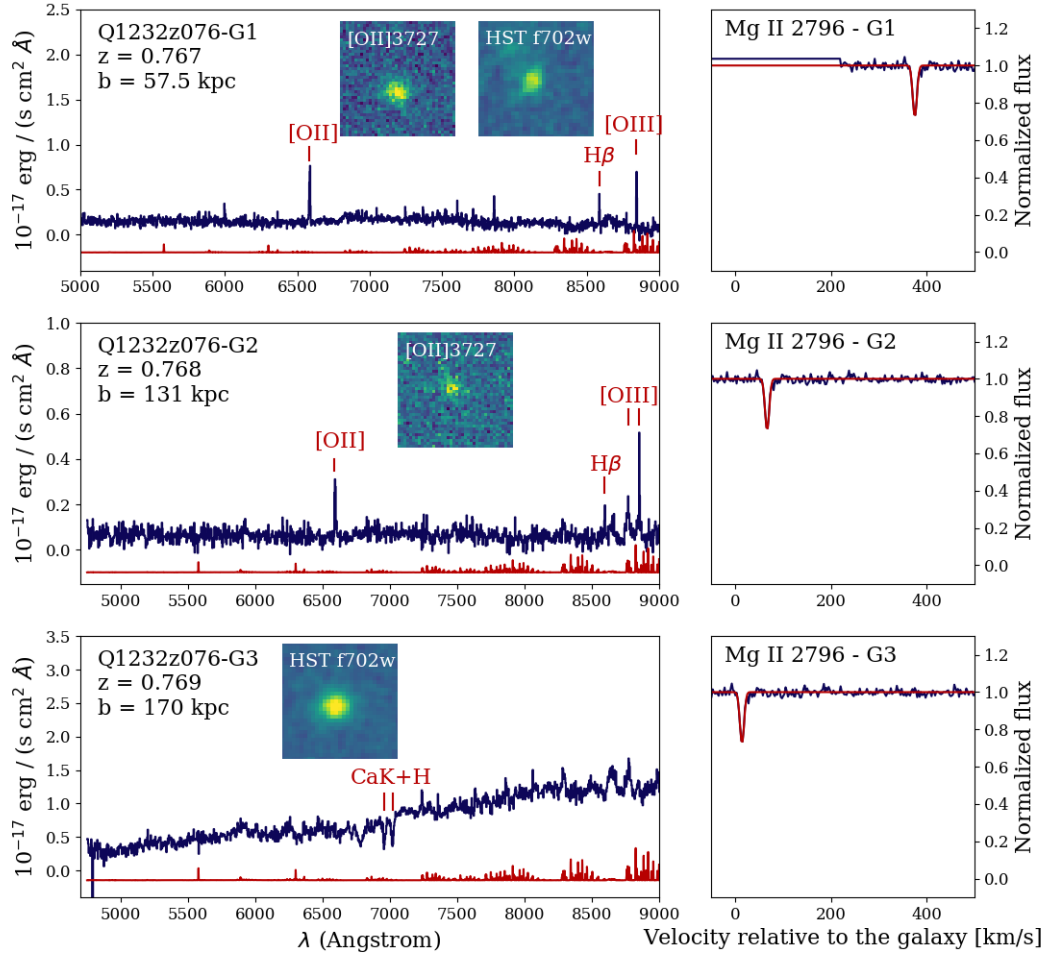 2.5
2.0
1.5
1.0
0.5
0.0
10⁻¹⁷ erg / (s cm² Å)
Q1232z076-G1
z = 0.767
b = 57.5 kpc
[OII]3727
HST f702w
[OII]
Hβ
[OIII]
5000 5500 6000 6500 7000 7500 8000 8500 9000
Mg II 2796 - G1
1.2
1.0
0.8
0.6
0.4
0.2
0.0
Normalized flux
0 200 400
1.0
0.8
0.6
0.4
0.2
0.0
10⁻¹⁷ erg / (s cm² Å)
Q1232z076-G2
z = 0.768
b = 131 kpc
[OII]3727
[OII]
Hβ
[OIII]
5000 5500 6000 6500 7000 7500 8000 8500 9000
Mg II 2796 - G2
1.2
1.0
0.8
0.6
0.4
0.2
0.0
Normalized flux
0 200 400
3.5
3.0
2.5
2.0
1.5
1.0
0.5
0.0
10⁻¹⁷ erg / (s cm² Å)
Q1232z076-G3
z = 0.769
b = 170 kpc
HST f702w
CaK+H
5000 5500 6000 6500 7000 7500 8000 8500 9000
λ (Angstrom)
Mg II 2796 - G3
1.2
1.0
0.8
0.6
0.4
0.2
0.0
Normalized flux
0 200 400
Velocity relative to the galaxy [km/s]